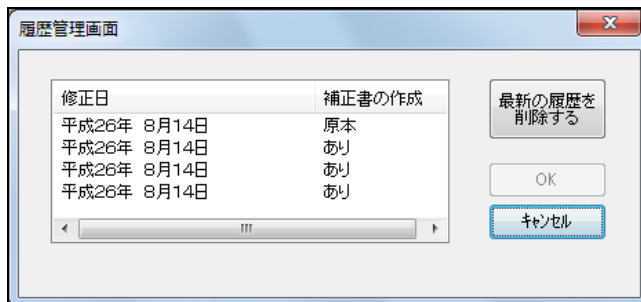 履歴管理画面
修正日 補正書の作成
平成26年 8月14日 原本
平成26年 8月14日 あり
平成26年 8月14日 あり
平成26年 8月14日 あり
最新の履歴を
削除する
OK
キャンセル